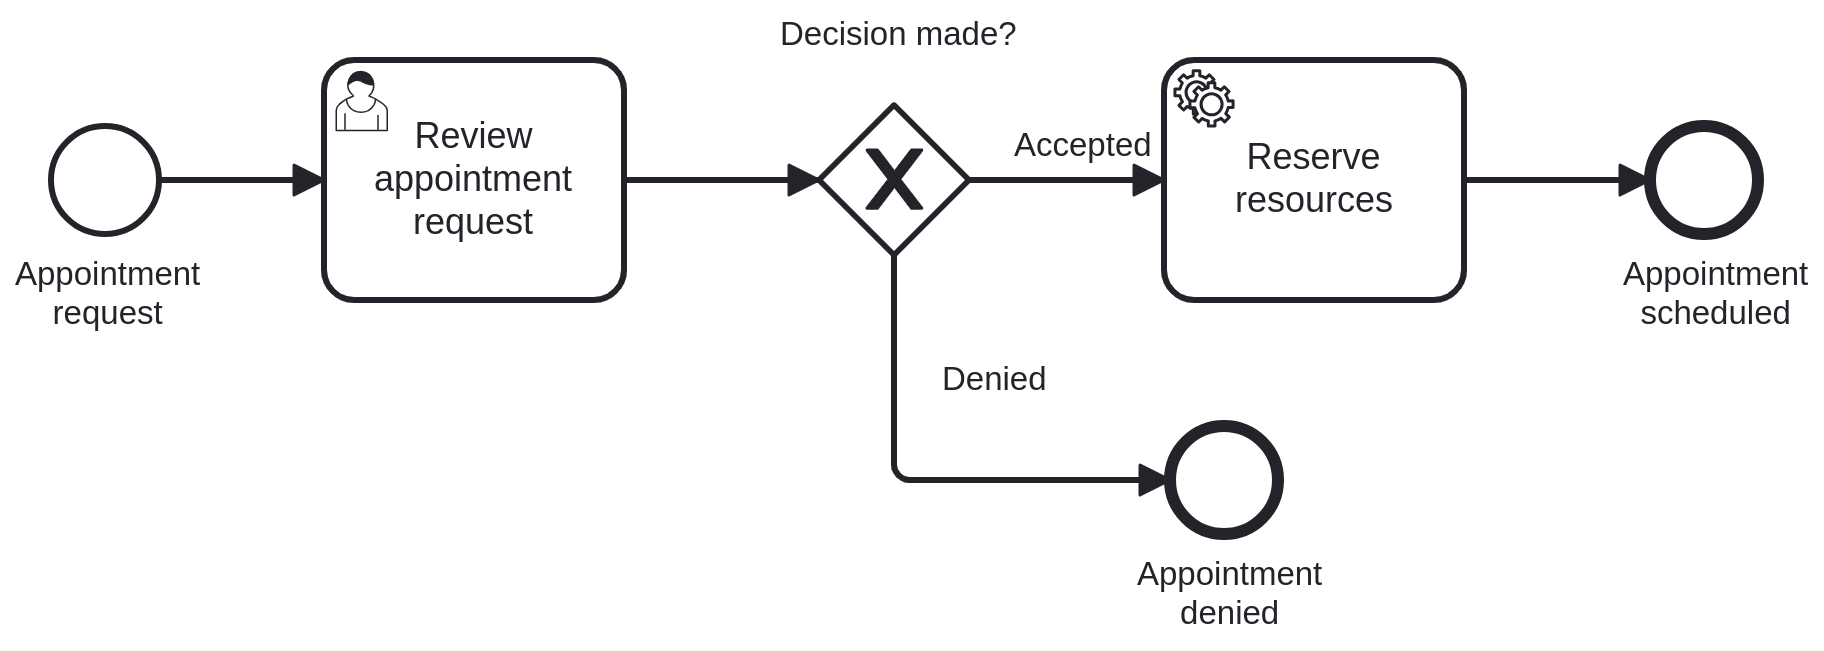 Decision made?
Review
appointment
request
Accepted
Reserve
resources
Appointment
request
Appointment
scheduled
Denied
Appointment
denied